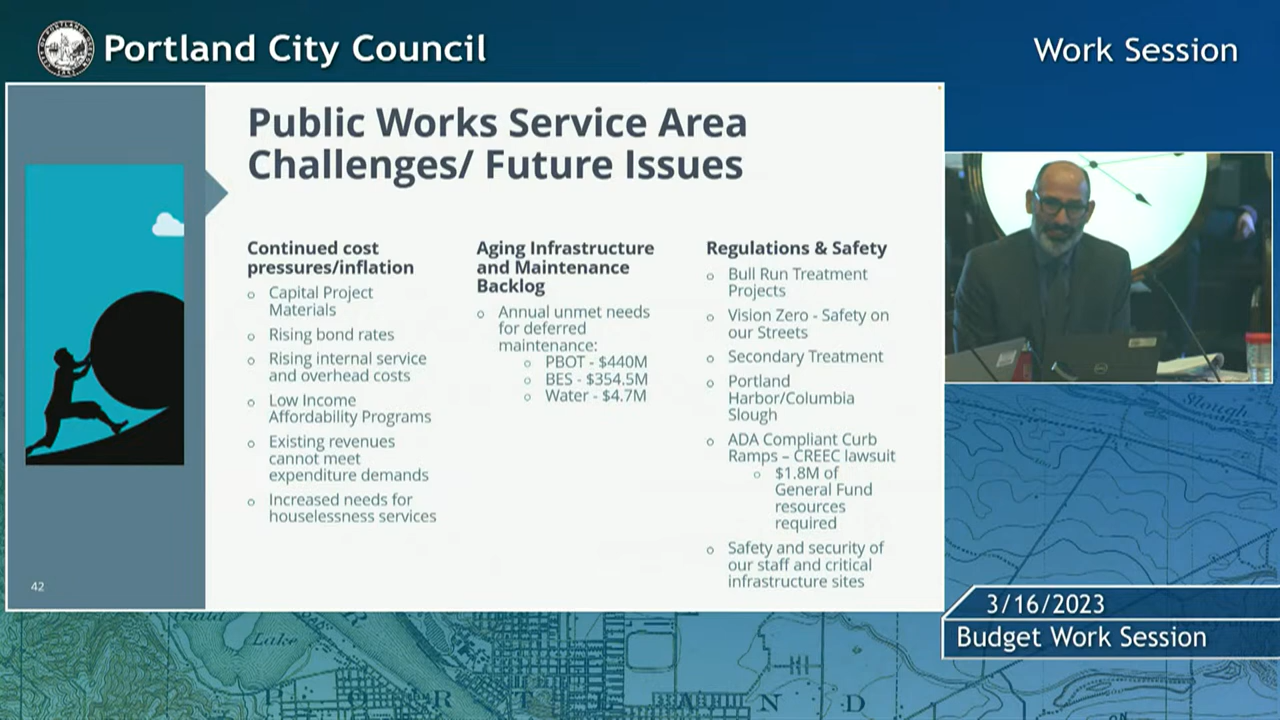 Portland City Council
Work Session
Public Works Service Area
Challenges/ Future Issues
Continued cost
pressures/inflation
o Capital Project
Materials
o Rising bond rates
o Rising internal service
and overhead costs
o Low Income
Affordability Programs
o Existing revenues
cannot meet
expenditure demands
o Increased needs for
houselessness services
Aging Infrastructure
and Maintenance
Backlog
o Annual unmet needs
for deferred
maintenance:
o PBOT - $440M
o BES - $354.5M
o Water - $4.7M
Regulations & Safety
o Bull Run Treatment
Projects
o Vision Zero - Safety on
our Streets
o Secondary Treatment
o Portland
Harbor/Columbia
Slough
o ADA Compliant Curb
Ramps – CREEC lawsuit
o $1.8M of
General Fund
resources
required
o Safety and security of
our staff and critical
infrastructure sites
42
Slough
3/16/2023
Budget Work Session
Guild
Lake
P O R T L A N D